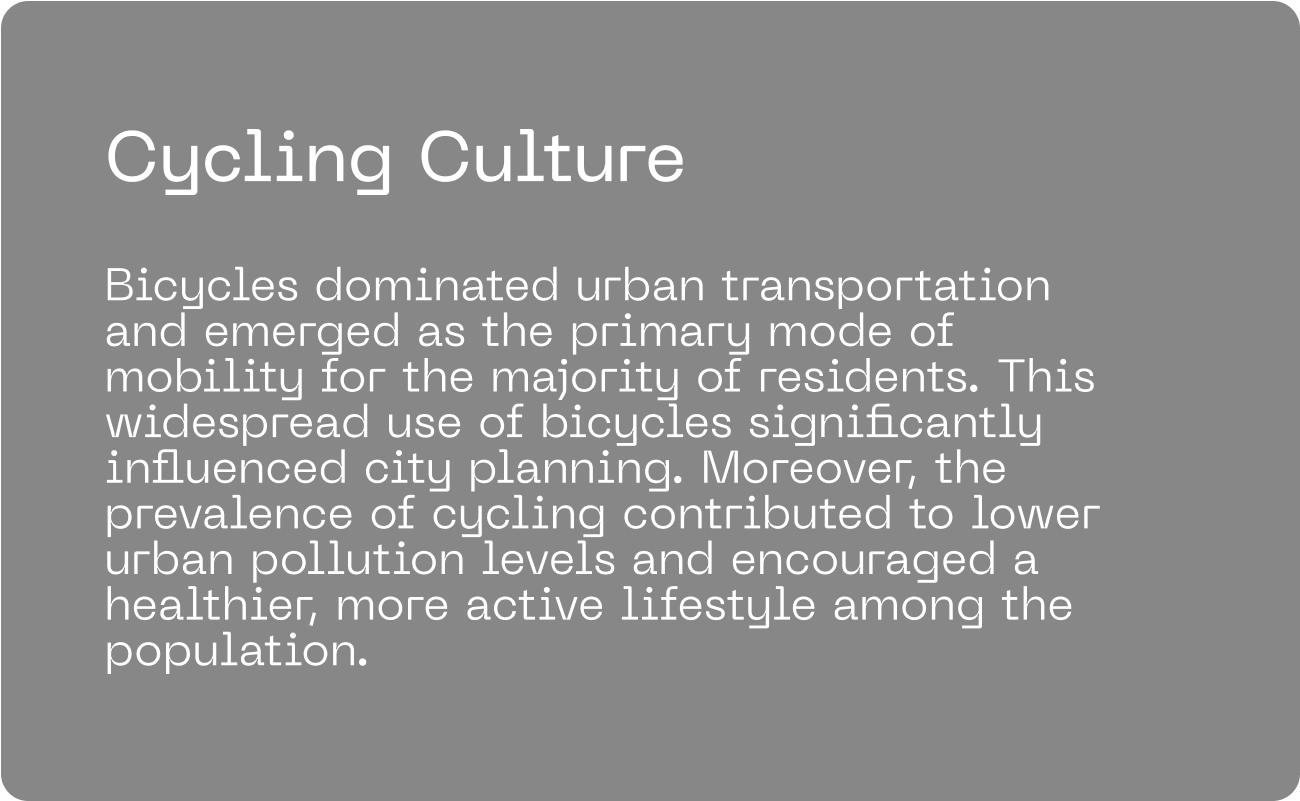 Cycling Culture
Bicycles dominated urban transportation
and emerged as the primary mode of
mobility for the majority of residents. This
widespread use of bicycles significantly
influenced city planning. Moreover, the
prevalence of cycling contributed to lower
urban pollution levels and encouraged a
healthier, more active lifestyle among the
population.